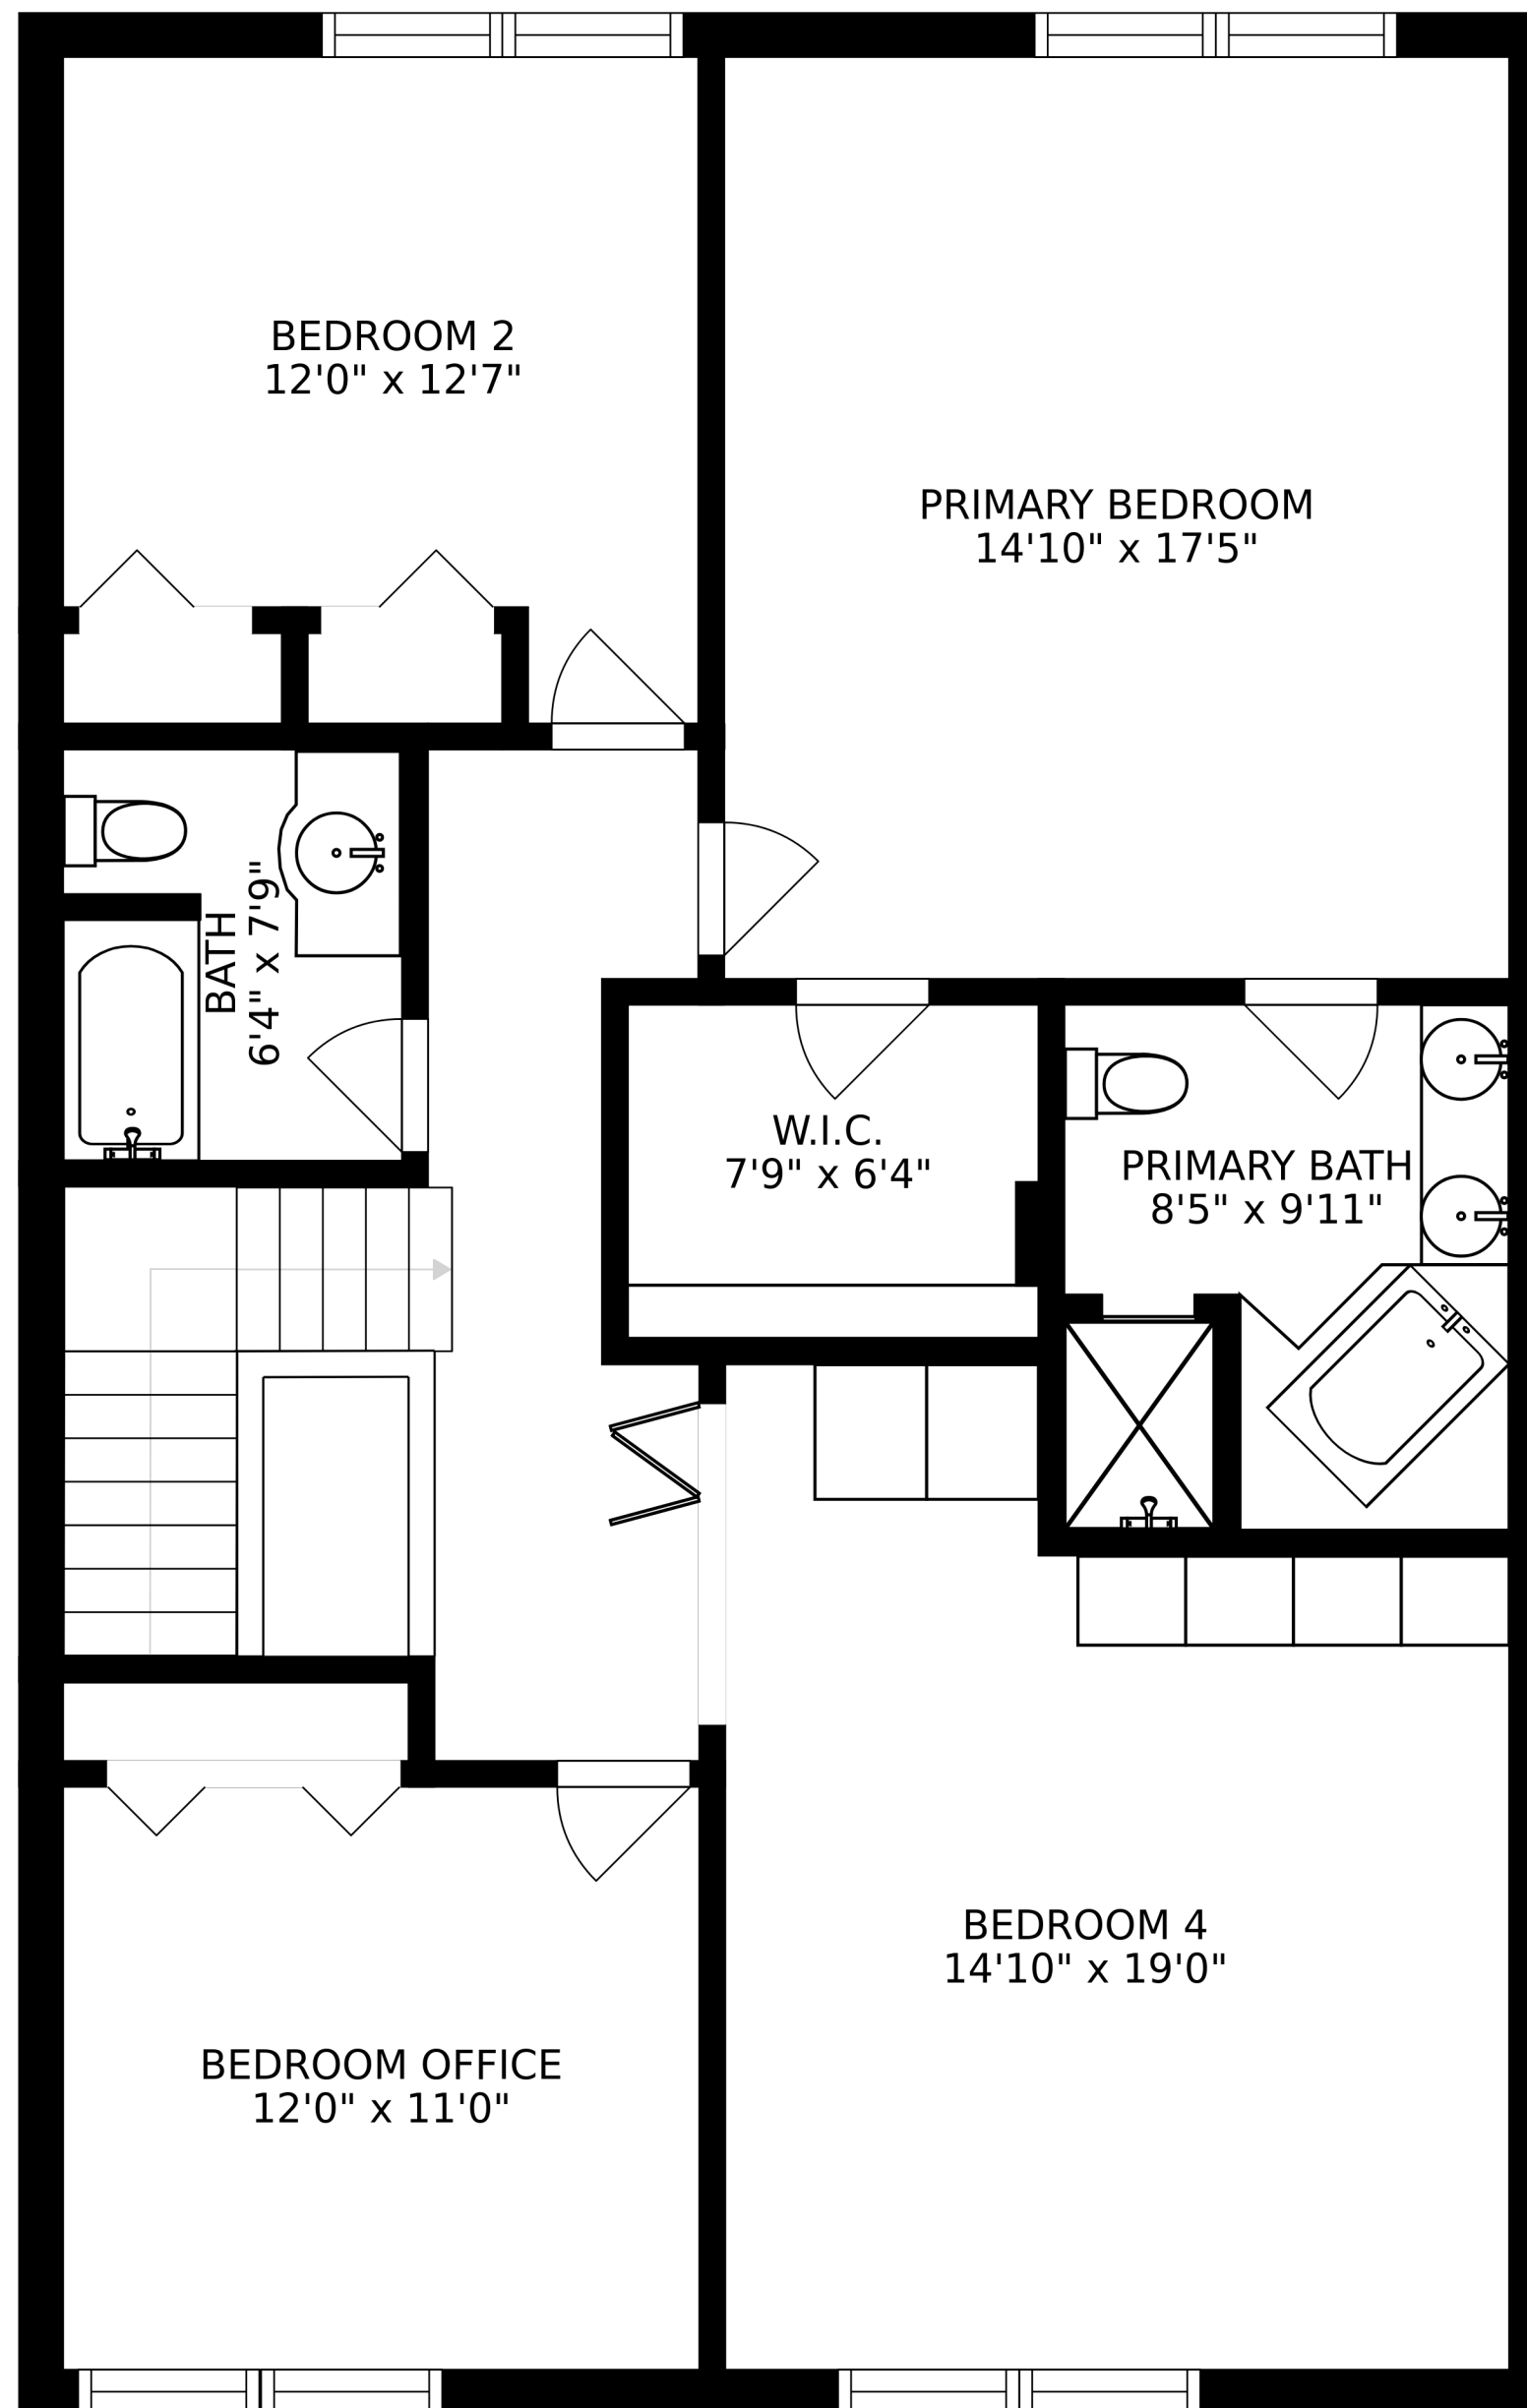 BEDROOM 2
12'0" x 12'7"
PRIMARY BEDROOM
14'10" x 17'5"
BATH
6'4" x 7'9"
W.I.C.
7'9" x 6'4"
PRIMARY BATH
8'5" x 9'11"
BEDROOM 4
14'10" x 19'0"
BEDROOM OFFICE
12'0" x 11'0"